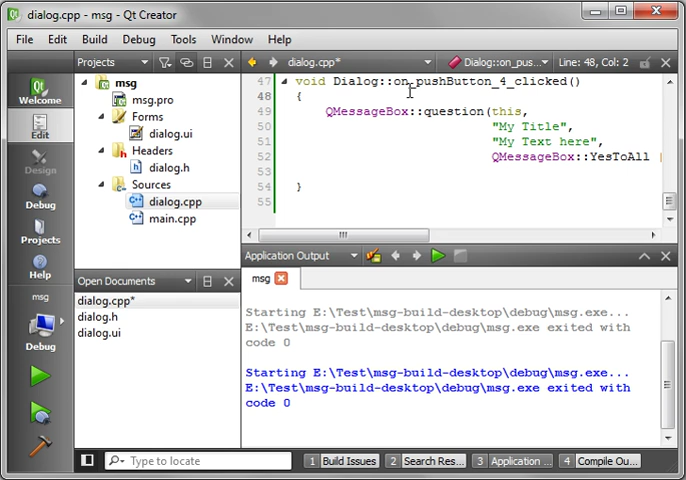 dialog.cpp - msg - Qt Creator
File Edit Build Debug Tools Window Help
Projects
dialog.cpp*
Dialog::on_pus...
Line: 48, Col: 2
Welcome
Edit
Design
Debug
Projects
Help
msg
Debug
msg
msg.pro
Forms
dialog.ui
Headers
dialog.h
Sources
dialog.cpp
main.cpp
Open Documents
dialog.cpp*
dialog.h
dialog.ui
47 void Dialog::on_pushButton_4_clicked()
48 {
49 QMessageBox::question(this,
50 "My Title",
51 "My Text here",
52 QMessageBox::YesToAll |
53
54 }
55
Application Output
msg
Starting E:\Test\msg-build-desktop\debug\msg.exe...
E:\Test\msg-build-desktop\debug\msg.exe exited with
code 0
Starting E:\Test\msg-build-desktop\debug\msg.exe...
E:\Test\msg-build-desktop\debug\msg.exe exited with
code 0
Type to locate
1 Build Issues
2 Search Res...
3 Application ...
4 Compile Ou...